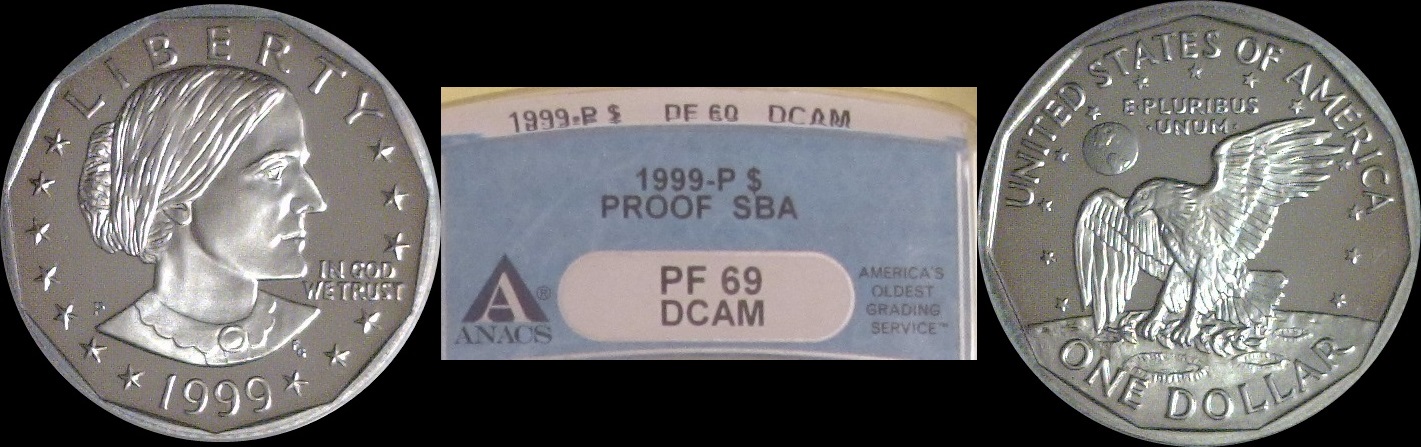 LIBERTY
IN GOD
WE TRUST
P
1999
1999-P $ PF 69 DCAM
1999-P $
PROOF SBA
PF 69
DCAM
ANACS®
AMERICA'S
OLDEST
GRADING
SERVICE™
UNITED STATES OF AMERICA
E·PLURIBUS
·UNUM·
ONE DOLLAR